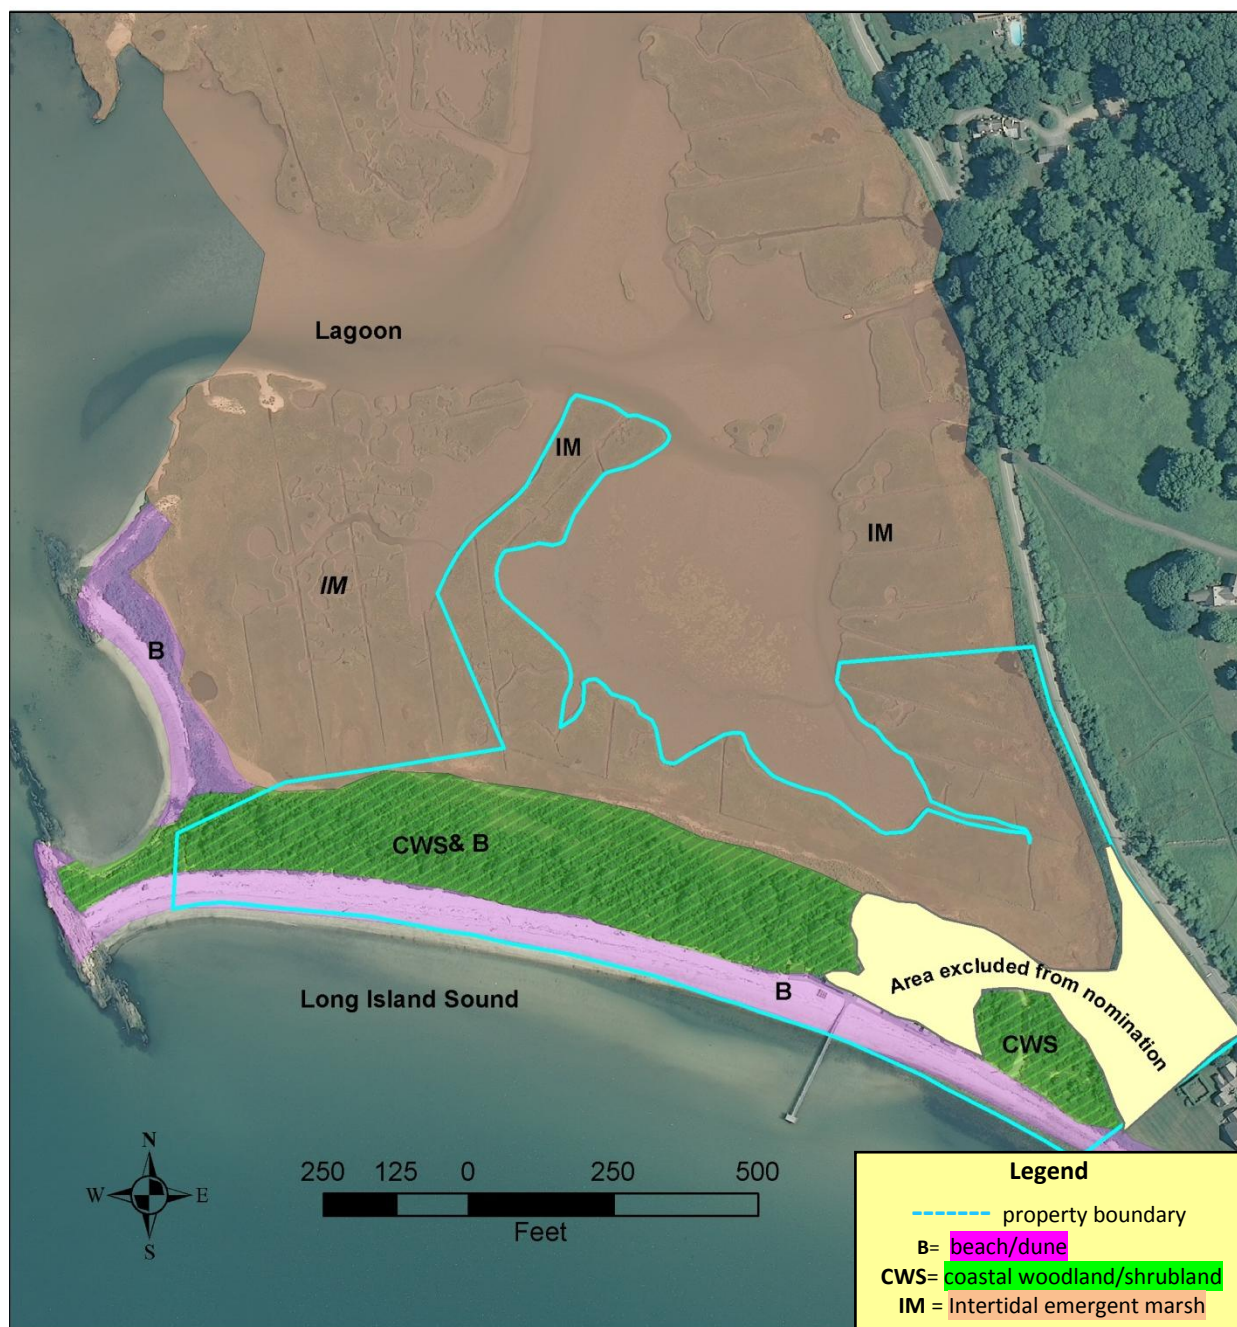 Lagoon
IM
IM
IM
B
CWS & B
Area excluded from nomination
B
Long Island Sound
CWS
N
W E
S
250 125 0 250 500
Feet
Legend
property boundary
B= beach/dune
CWS= coastal woodland/shrubland
IM = Intertidal emergent marsh